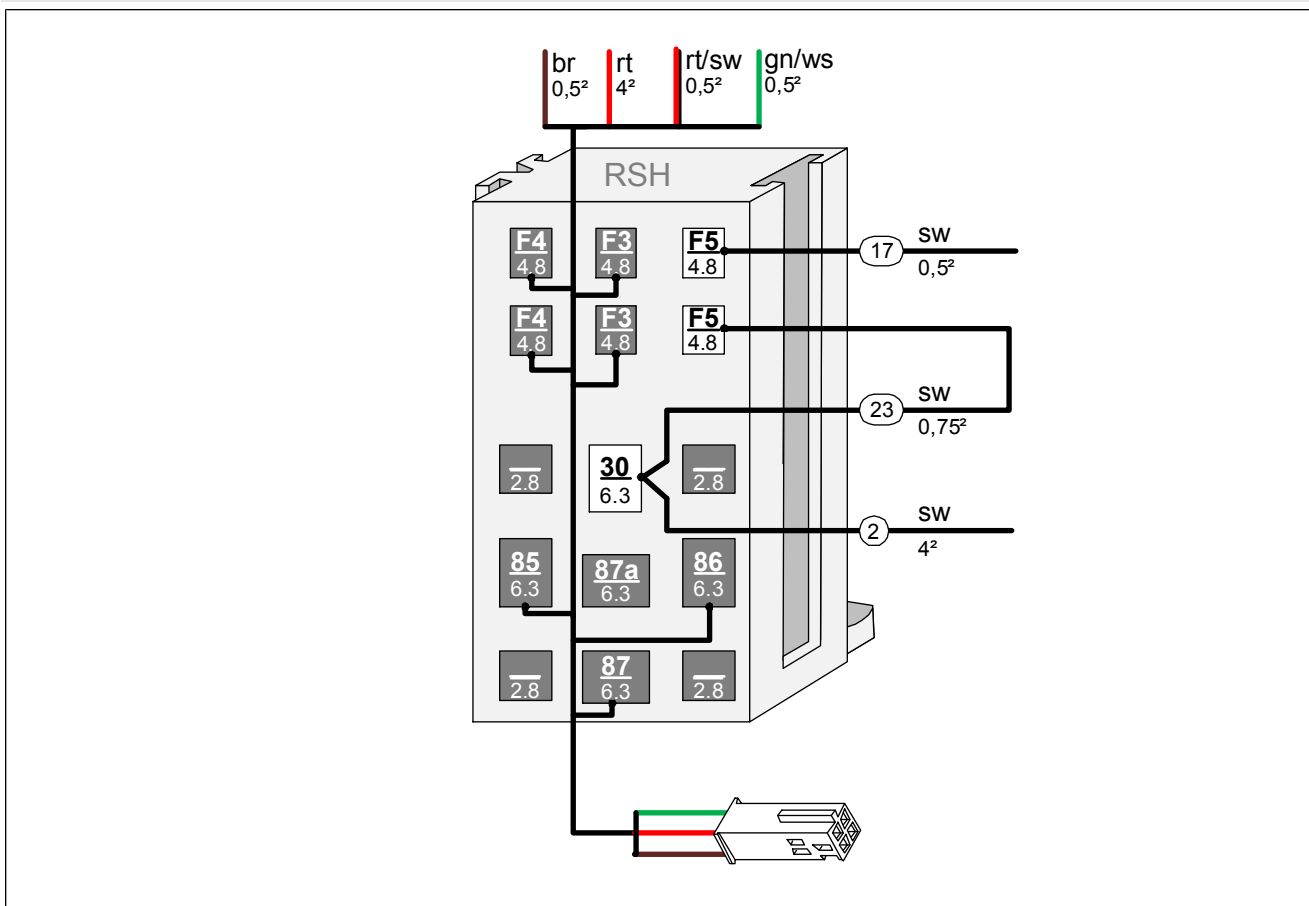 br rt rt/sw gn/ws
0,5² 4² 0,5² 0,5²
RSH
F4 F3 F5 17 sw
4.8 4.8 4.8 0,5²
F4 F3 F5
4.8 4.8 4.8
23 sw
0,75²
30
2.8 6.3 2.8
2 sw
4²
85 87a 86
6.3 6.3 6.3
87
2.8 6.3 2.8